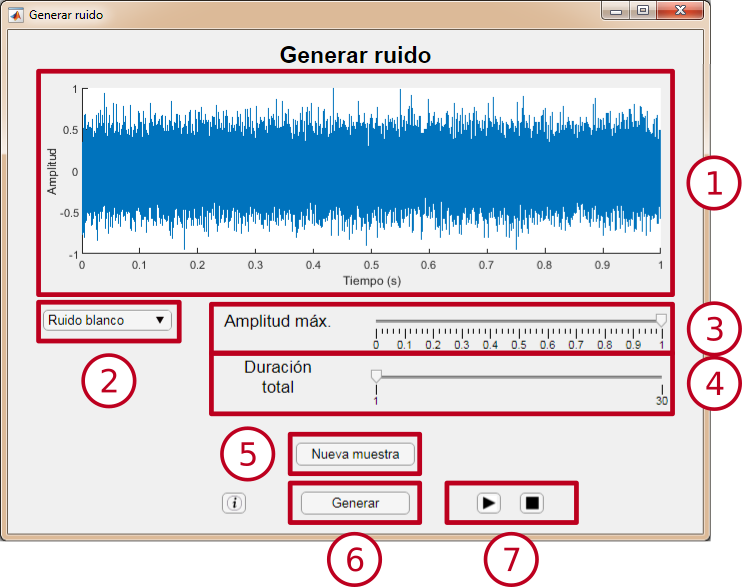 Generar ruido
Generar ruido
1
0.5
0
-0.5
-1
Amplitud
0 0.1 0.2 0.3 0.4 0.5 0.6 0.7 0.8 0.9 1
Tiempo (s)
1
Ruido blanco
2
Amplitud máx.
0 0.1 0.2 0.3 0.4 0.5 0.6 0.7 0.8 0.9 1
3
Duración
total
1 30
4
5
Nueva muestra
i
Generar
6
7